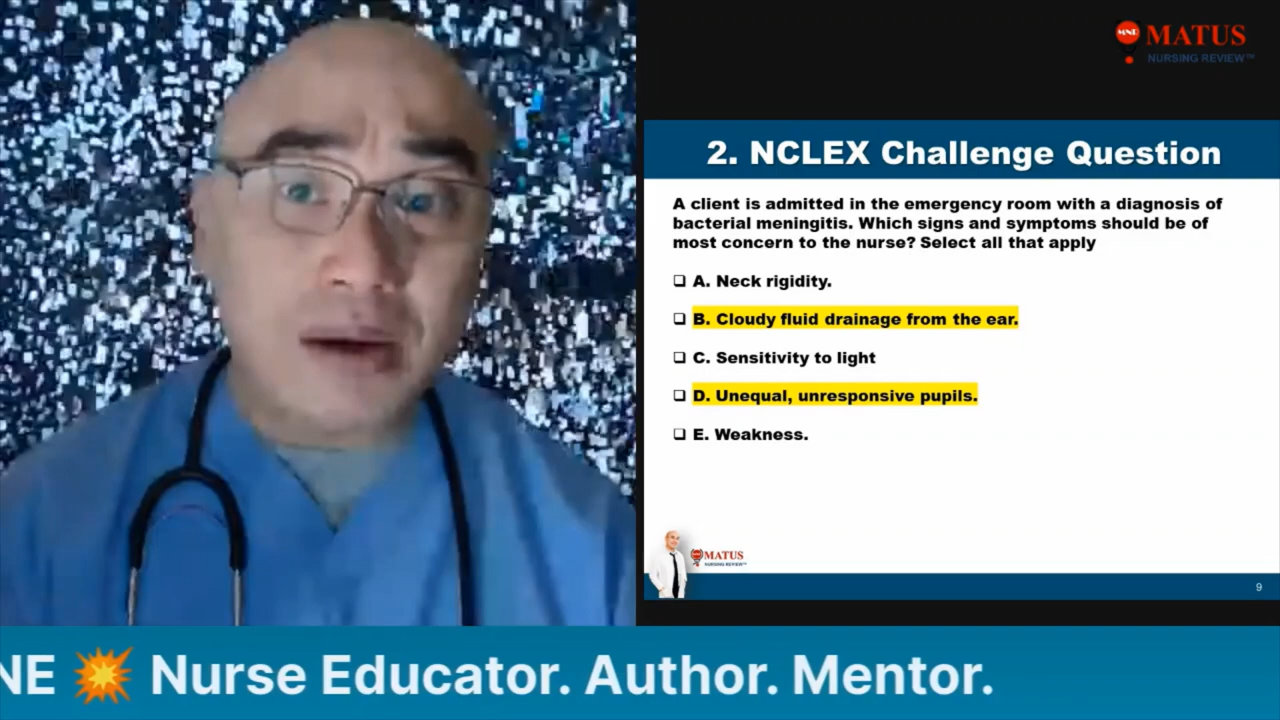 MNR MATUS
NURSING REVIEW™
2. NCLEX Challenge Question
A client is admitted in the emergency room with a diagnosis of
bacterial meningitis. Which signs and symptoms should be of
most concern to the nurse? Select all that apply
❑ A. Neck rigidity.
❑ B. Cloudy fluid drainage from the ear.
❑ C. Sensitivity to light
❑ D. Unequal, unresponsive pupils.
❑ E. Weakness.
MATUS
NURSING REVIEW™
9
NE 💥 Nurse Educator. Author. Mentor.